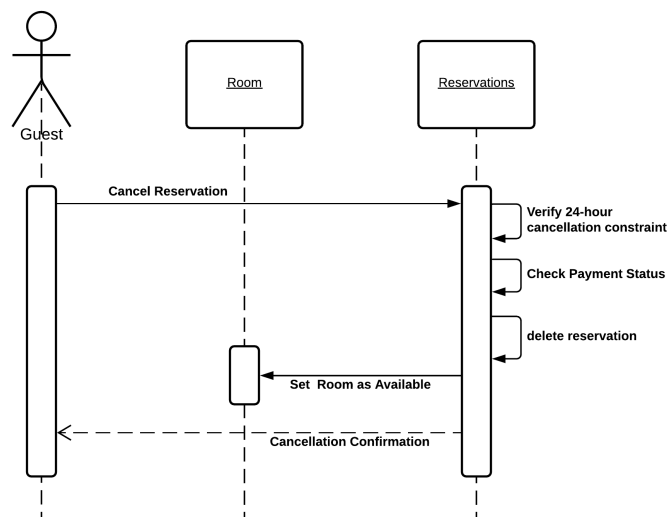 Guest
Room
Reservations
Cancel Reservation
Verify 24-hour
cancellation constraint
Check Payment Status
delete reservation
Set Room as Available
Cancellation Confirmation